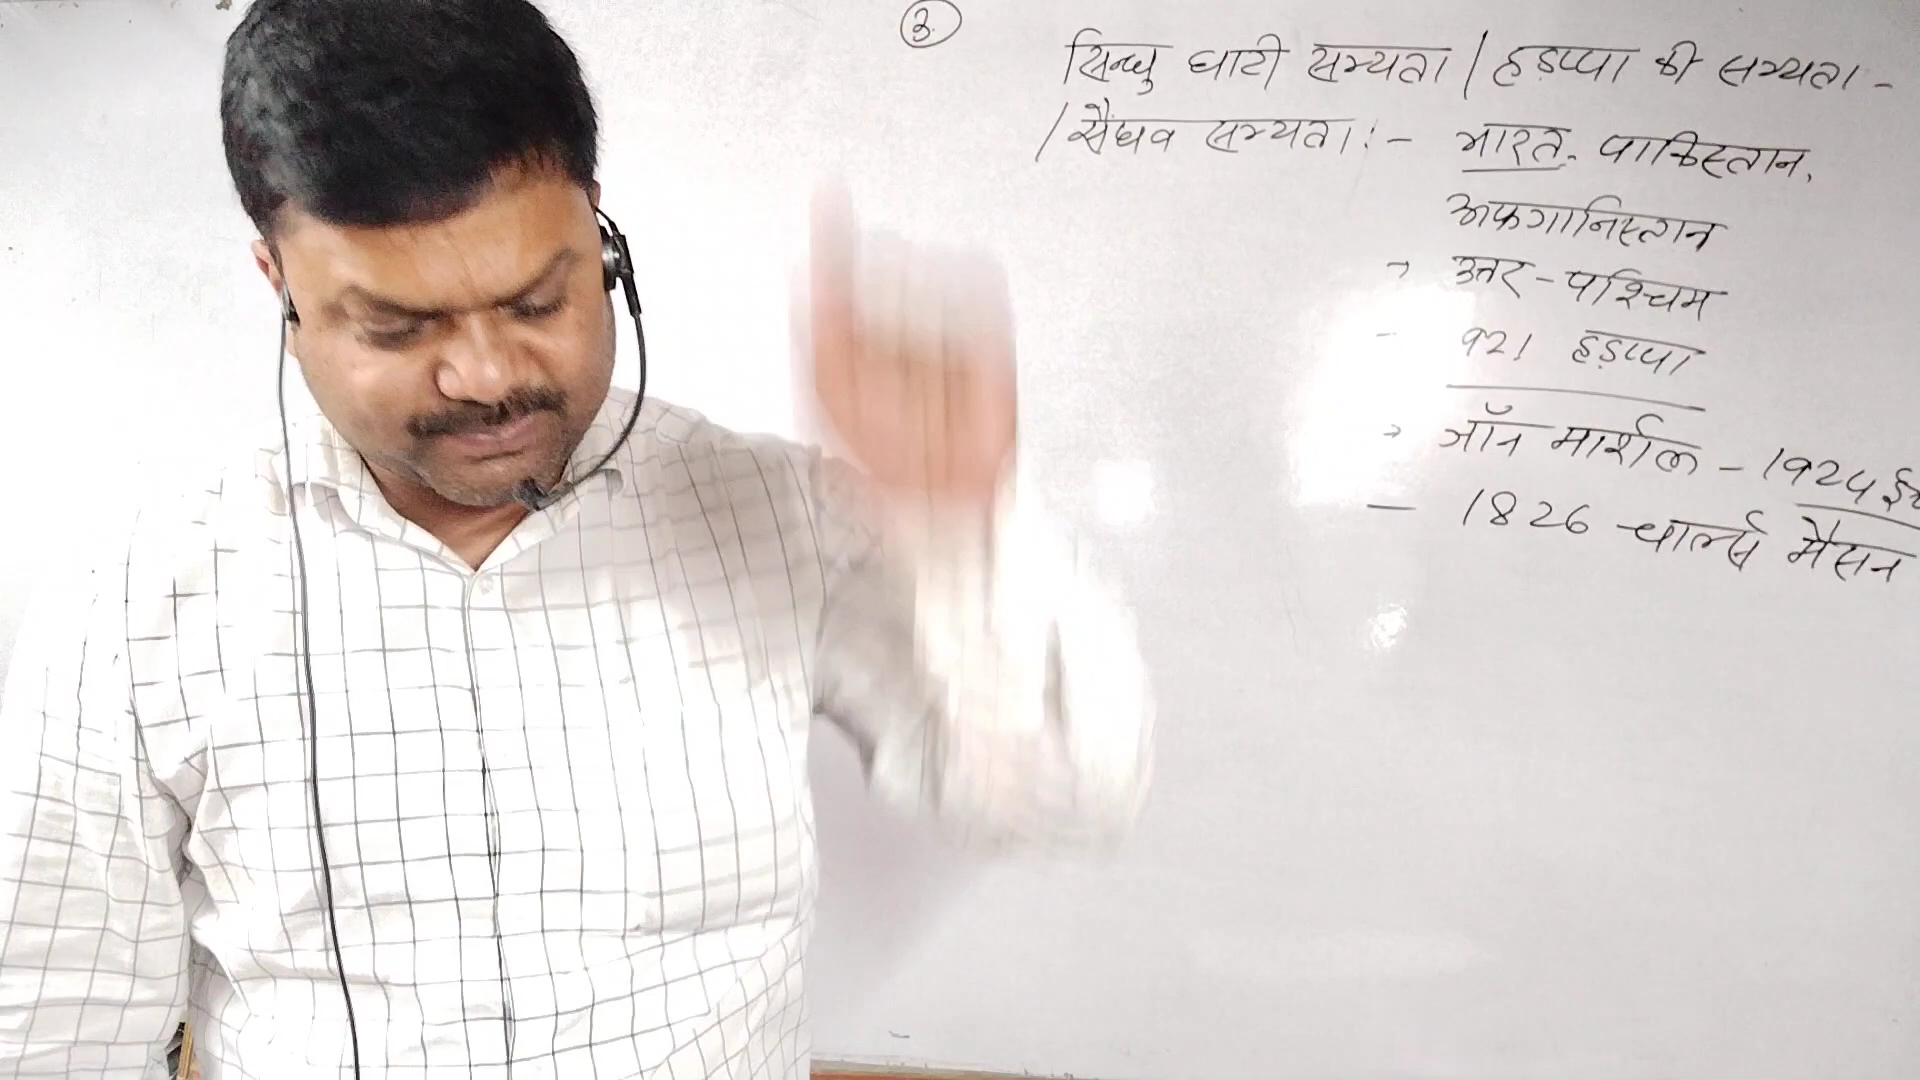 3.
सिन्धु घाटी सभ्यता / हड़प्पा की सभ्यता -
/ सैंधव सभ्यता :- भारत, पाकिस्तान,
अफगानिस्तान
→ उत्तर - पश्चिम
- 921 हड़प्पा
→ जॉन मार्शल - 1924 ई
- 1826 चार्ल्स मैसन